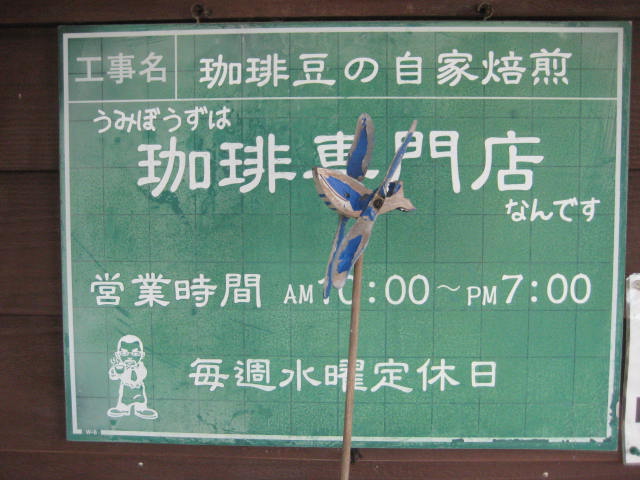 工事名 珈琲豆の自家焙煎
うみぼうずは
珈琲専門店
なんです
営業時間 AM10:00～PM7:00
毎週水曜定休日
W-8